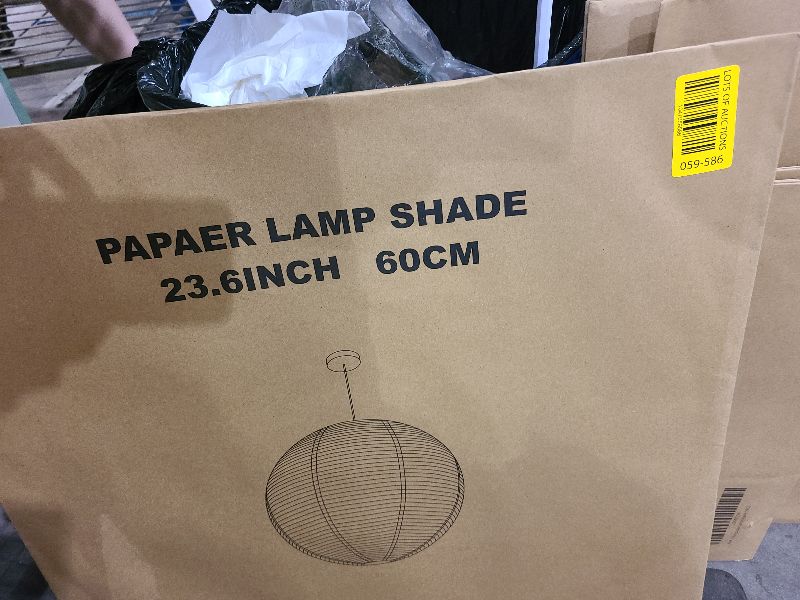 PAPAER LAMP SHADE
23.6INCH 60CM
LOTS OF AUCTIONS
059-586